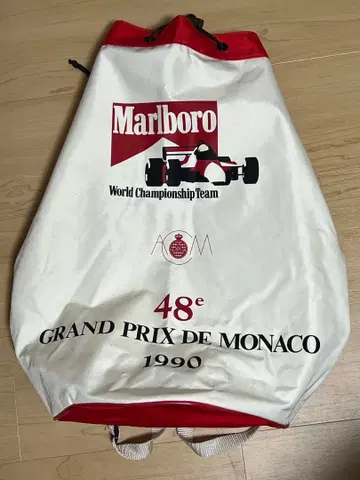 Marlboro
World Championship Team
ACM
48e
GRAND PRIX DE MONACO
1990